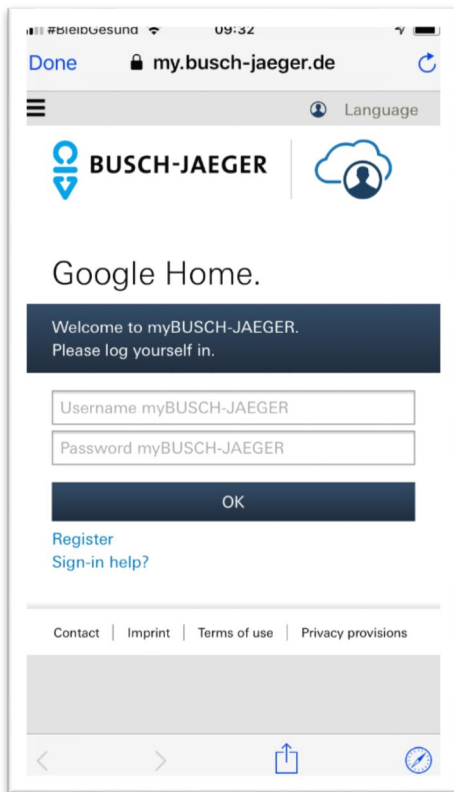 #BleibGesund 09:32
Done my.busch-jaeger.de
Language
BUSCH-JAEGER
Google Home.
Welcome to myBUSCH-JAEGER.
Please log yourself in.
Username myBUSCH-JAEGER
Password myBUSCH-JAEGER
OK
Register
Sign-in help?
Contact | Imprint | Terms of use | Privacy provisions